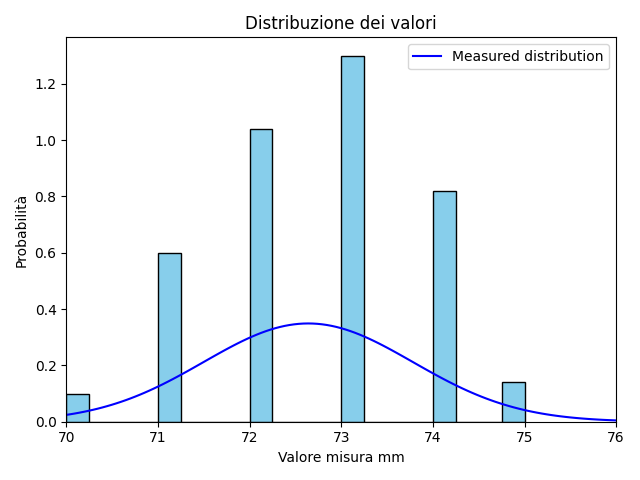 Distribuzione dei valori
Measured distribution
Probabilità
1.2
1.0
0.8
0.6
0.4
0.2
0.0
70 71 72 73 74 75 76
Valore misura mm